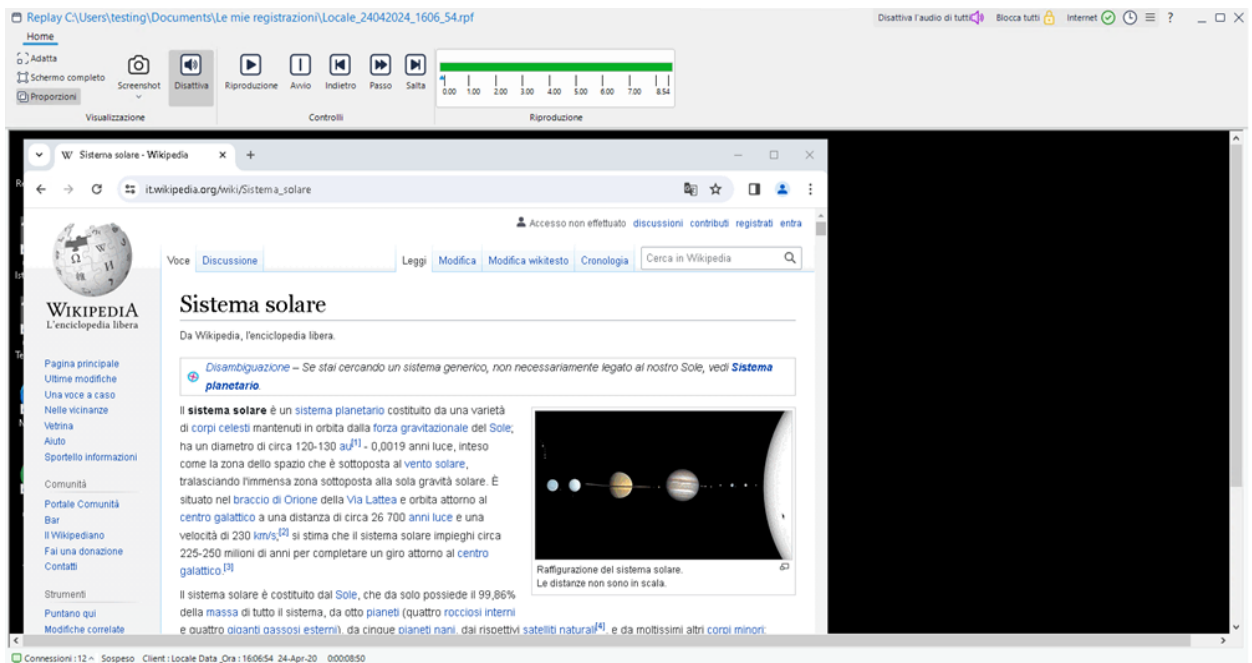 Replay C:\Users\testing\Documents\Le mie registrazioni\Locale_24042024_1606_54.rpf
Disattiva l'audio di tutti
Blocca tutti
Internet
?
Home
Adatta
Schermo completo
Proporzioni
Screenshot
Disattiva
Riproduzione
Avvio
Indietro
Passo
Salta
0.00 1.00 2.00 3.00 4.00 5.00 6.00 7.00 8.54
Visualizzazione
Controlli
Riproduzione
W Sistema solare - Wikipedia
it.wikipedia.org/wiki/Sistema_solare
Accesso non effettuato discussioni contributi registrati entra
Voce Discussione Leggi Modifica Modifica wikitesto Cronologia Cerca in Wikipedia
WIKIPEDIA
L'enciclopedia libera
Pagina principale
Ultime modifiche
Una voce a caso
Nelle vicinanze
Vetrina
Aiuto
Sportello informazioni
Comunità
Portale Comunità
Bar
Il Wikipediano
Fai una donazione
Contatti
Strumenti
Puntano qui
Modifiche correlate
Sistema solare
Da Wikipedia, l'enciclopedia libera.
Disambiguazione – Se stai cercando un sistema generico, non necessariamente legato al nostro Sole, vedi Sistema
planetario.
Il sistema solare è un sistema planetario costituito da una varietà
di corpi celesti mantenuti in orbita dalla forza gravitazionale del Sole;
ha un diametro di circa 120-130 au[1] - 0,0019 anni luce, inteso
come la zona dello spazio che è sottoposta al vento solare,
tralasciando l'immensa zona sottoposta alla sola gravità solare. È
situato nel braccio di Orione della Via Lattea e orbita attorno al
centro galattico a una distanza di circa 26 700 anni luce e una
velocità di 230 km/s;[2] si stima che il sistema solare impieghi circa
225-250 milioni di anni per completare un giro attorno al centro
galattico.[3]
Raffigurazione del sistema solare.
Le distanze non sono in scala.
Il sistema solare è costituito dal Sole, che da solo possiede il 99,86%
della massa di tutto il sistema, da otto pianeti (quattro rocciosi interni
e quattro giganti gassosi esterni), da cinque pianeti nani, dai rispettivi satelliti naturali[4], e da moltissimi altri corpi minori;
Connessioni : 12 Sospeso Client : Locale Data _Ora : 16:06:54 24-Apr-20 0:00:08:50